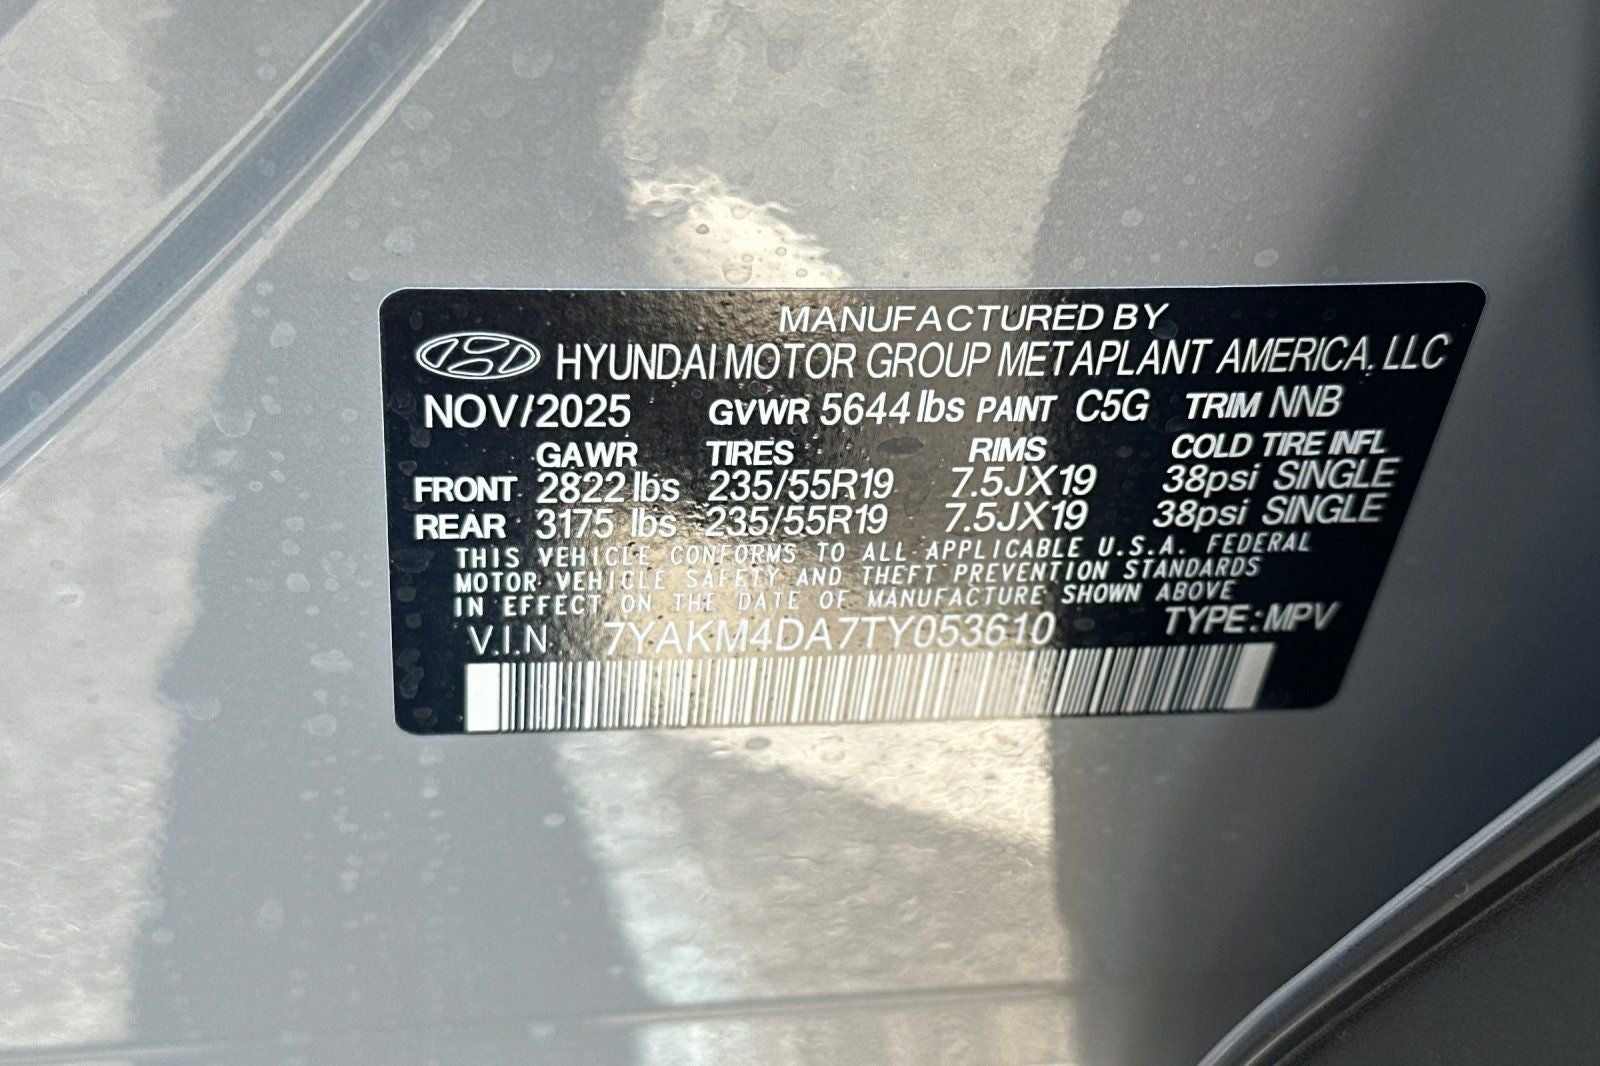 MANUFACTURED BY
HYUNDAI MOTOR GROUP METAPLANT AMERICA, LLC
NOV/2025 GVWR 5644 lbs PAINT C5G TRIM NNB
GAWR TIRES RIMS COLD TIRE INFL
FRONT 2822 lbs 235/55R19 7.5JX19 38psi SINGLE
REAR 3175 lbs 235/55R19 7.5JX19 38psi SINGLE
THIS VEHICLE CONFORMS TO ALL APPLICABLE U.S.A. FEDERAL
MOTOR VEHICLE SAFETY AND THEFT PREVENTION STANDARDS
IN EFFECT ON THE DATE OF MANUFACTURE SHOWN ABOVE
V.I.N. 7YAKM4DA7TY053610 TYPE: MPV